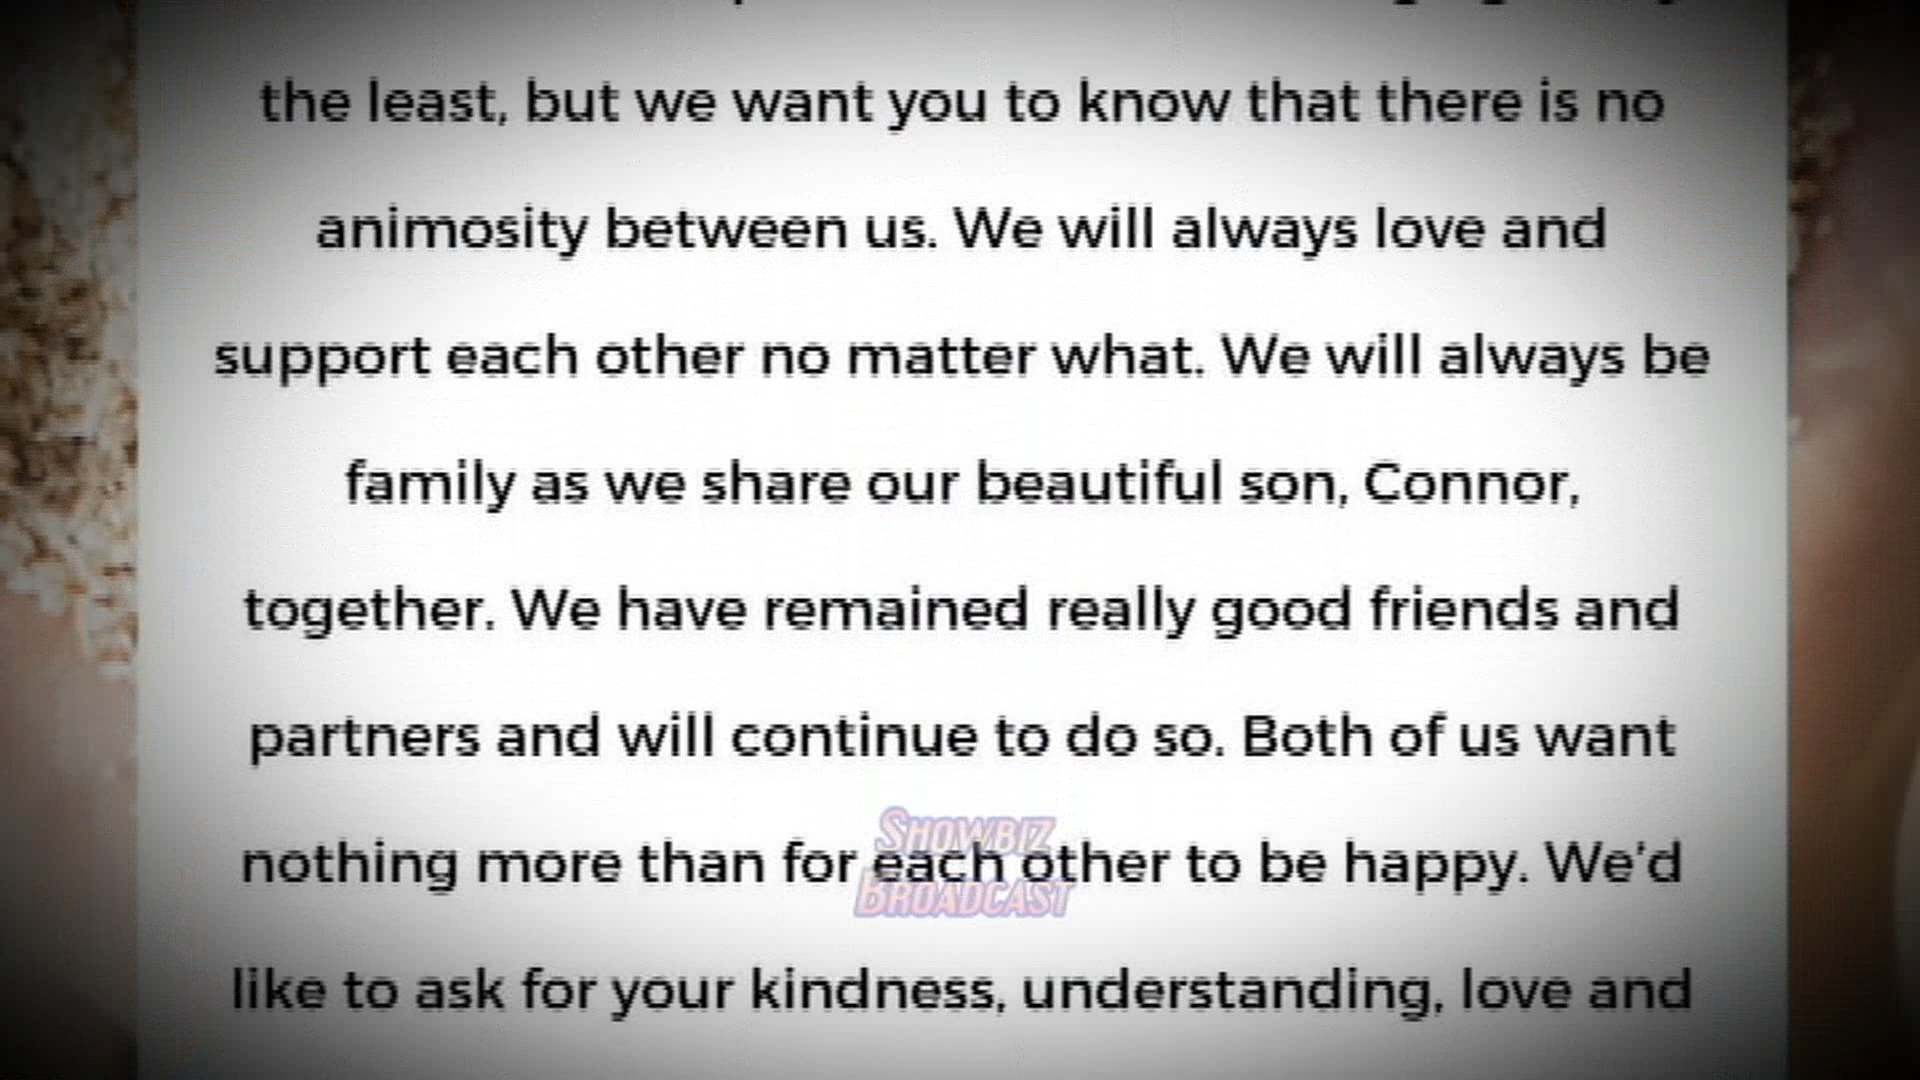 the least, but we want you to know that there is no
animosity between us. We will always love and
support each other no matter what. We will always be
family as we share our beautiful son, Connor,
together. We have remained really good friends and
partners and will continue to do so. Both of us want
SHOWBIZ
nothing more than for each other to be happy. We'd
BROADCAST
like to ask for your kindness, understanding, love and